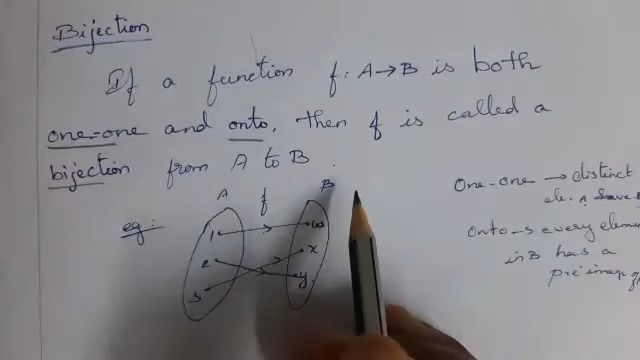 Bijection
If a function f: A→B is both
one-one and onto, then f is called a
bijection from A to B.
eg:
A f B
1 ω
2 x
3 y
One-one → distinct
ele. A have
onto → every elemen
in B has a
pre image